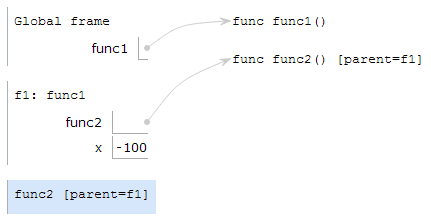 Global frame
func1
func func1()
func func2() [parent=f1]
f1: func1
func2
x -100
func2 [parent=f1]